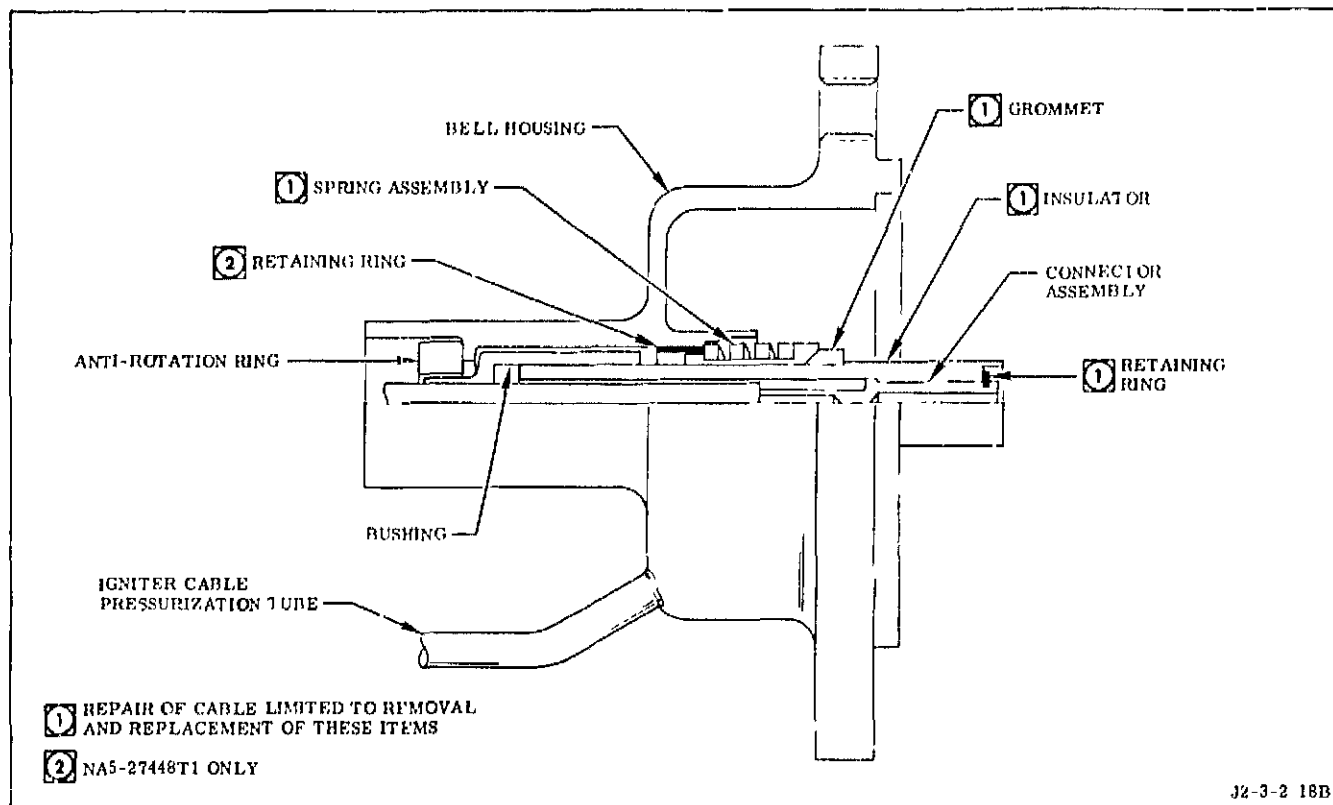 BELL HOUSING
1 GROMMET
1 SPRING ASSEMBLY
1 INSULATOR
2 RETAINING RING
CONNECTOR
ASSEMBLY
ANTI-ROTATION RING
1 RETAINING
RING
BUSHING
IGNITER CABLE
PRESSURIZATION TUBE
1 REPAIR OF CABLE LIMITED TO REMOVAL
AND REPLACEMENT OF THESE ITEMS
2 NA5-27448T1 ONLY
J2-3-2 18B